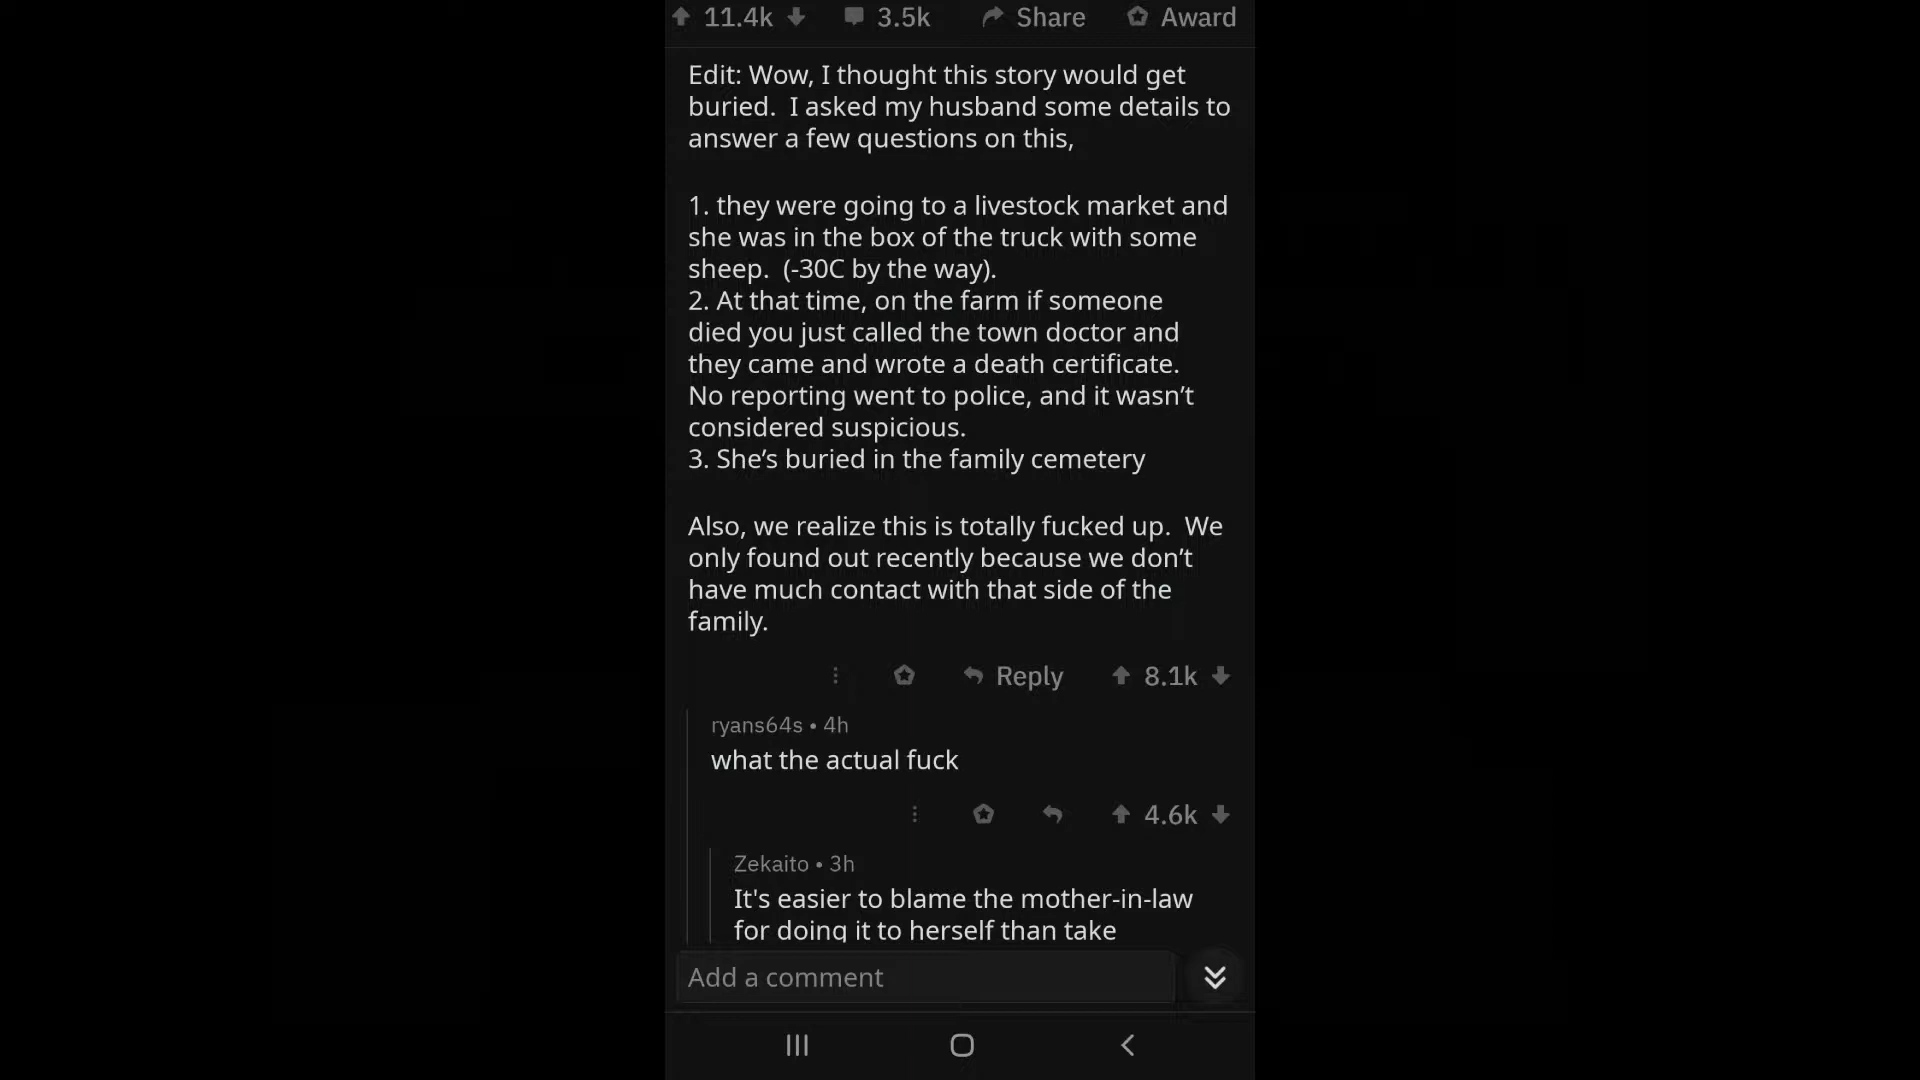 11.4k 3.5k Share Award
Edit: Wow, I thought this story would get
buried.  I asked my husband some details to
answer a few questions on this,
1. they were going to a livestock market and
she was in the box of the truck with some
sheep.  (-30C by the way).
2. At that time, on the farm if someone
died you just called the town doctor and
they came and wrote a death certificate.
No reporting went to police, and it wasn’t
considered suspicious.
3. She’s buried in the family cemetery
Also, we realize this is totally fucked up.  We
only found out recently because we don’t
have much contact with that side of the
family.
Reply 8.1k
ryans64s • 4h
what the actual fuck
4.6k
Zekaito • 3h
It's easier to blame the mother-in-law
for doing it to herself than take
Add a comment